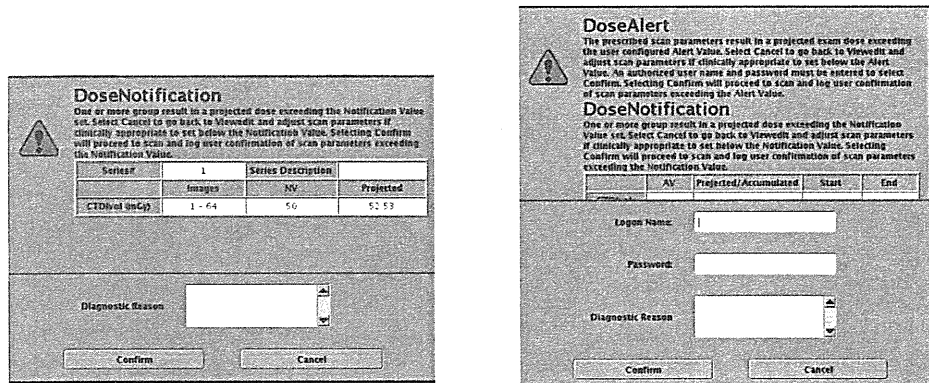 DoseNotification
One or more group result in a projected dose exceeding the Notification Value
set. Select Cancel to go back to Viewedit and adjust scan parameters if
clinically appropriate to set below the Notification Value. Selecting Confirm
will proceed to scan and log user confirmation of scan parameters exceeding
the Notification Value.
Series# 1 Series Description
Images NV Projected
CTDIvol (mGy) 1 - 64 50 52.53
Diagnostic Reason
Confirm Cancel
DoseAlert
The prescribed scan parameters result in a projected exam dose exceeding
the user configured Alert Value. Select Cancel to go back to Viewedit and
adjust scan parameters if clinically appropriate to set below the Alert
Value. An authorized user name and password must be entered to select
Confirm. Selecting Confirm will proceed to scan and log user confirmation
of scan parameters exceeding the Alert Value.
DoseNotification
One or more group result in a projected dose exceeding the Notification
Value set. Select Cancel to go back to Viewedit and adjust scan parameters
if clinically appropriate to set below the Notification Value. Selecting
Confirm will proceed to scan and log user confirmation of scan parameters
exceeding the Notification Value.
AV Projected/Accumulated Start End
Logon Name:
Password:
Diagnostic Reason
Confirm Cancel